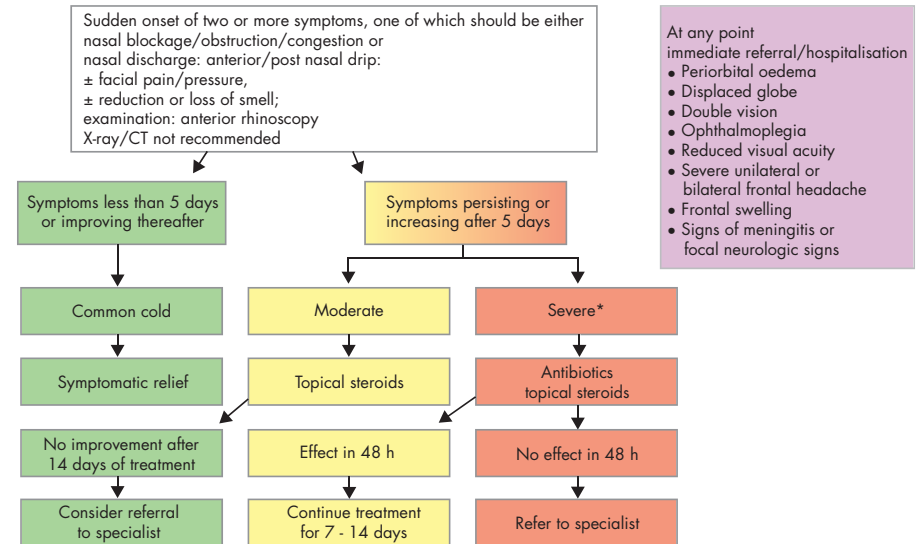 Sudden onset of two or more symptoms, one of which should be either
nasal blockage/obstruction/congestion or
nasal discharge: anterior/post nasal drip:
± facial pain/pressure,
± reduction or loss of smell;
examination: anterior rhinoscopy
X-ray/CT not recommended
At any point
immediate referral/hospitalisation
● Periorbital oedema
● Displaced globe
● Double vision
● Ophthalmoplegia
● Reduced visual acuity
● Severe unilateral or
bilateral frontal headache
● Frontal swelling
● Signs of meningitis or
focal neurologic signs
Symptoms less than 5 days
or improving thereafter
Symptoms persisting or
increasing after 5 days
Common cold
Moderate
Severe*
Symptomatic relief
Topical steroids
Antibiotics
topical steroids
No improvement after
14 days of treatment
Effect in 48 h
No effect in 48 h
Consider referral
to specialist
Continue treatment
for 7 - 14 days
Refer to specialist